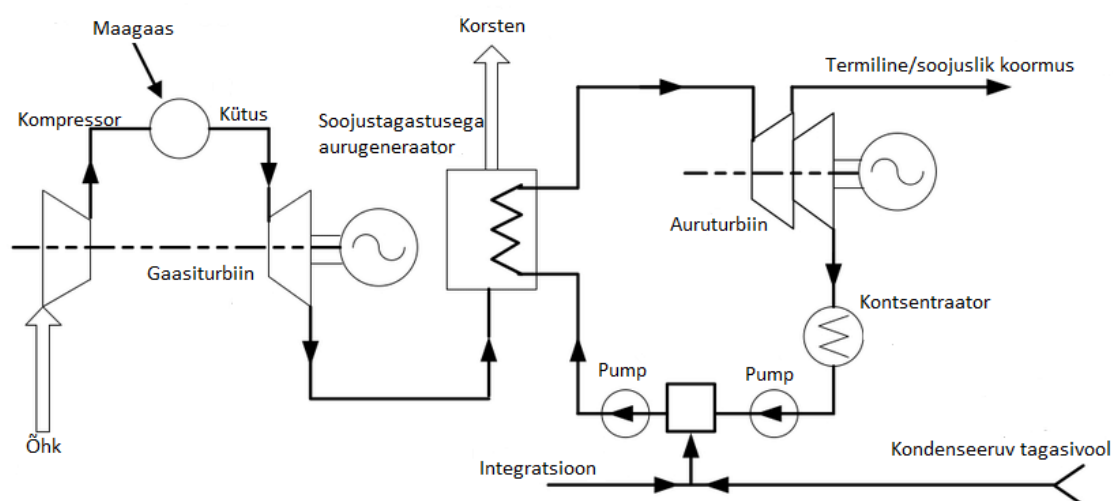 Maagaas
Korsten
Termiline/soojuslik koormus
Kompressor
Kütus
Soojustagastusega
aurugeneraator
Auruturbiin
Gaasiturbiin
Kontsentraator
Pump
Pump
Õhk
Integratsioon
Kondenseeruv tagasivool